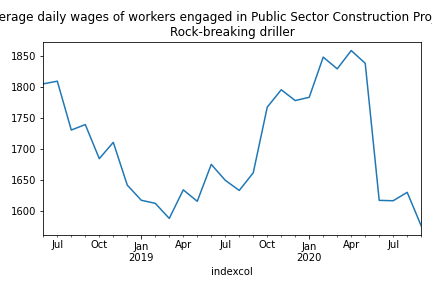 erage daily wages of workers engaged in Public Sector Construction Pro
Rock-breaking driller
1850
1800
1750
1700
1650
1600
Jul Oct Jan Apr Jul Oct Jan Apr Jul
2019 2020
indexcol